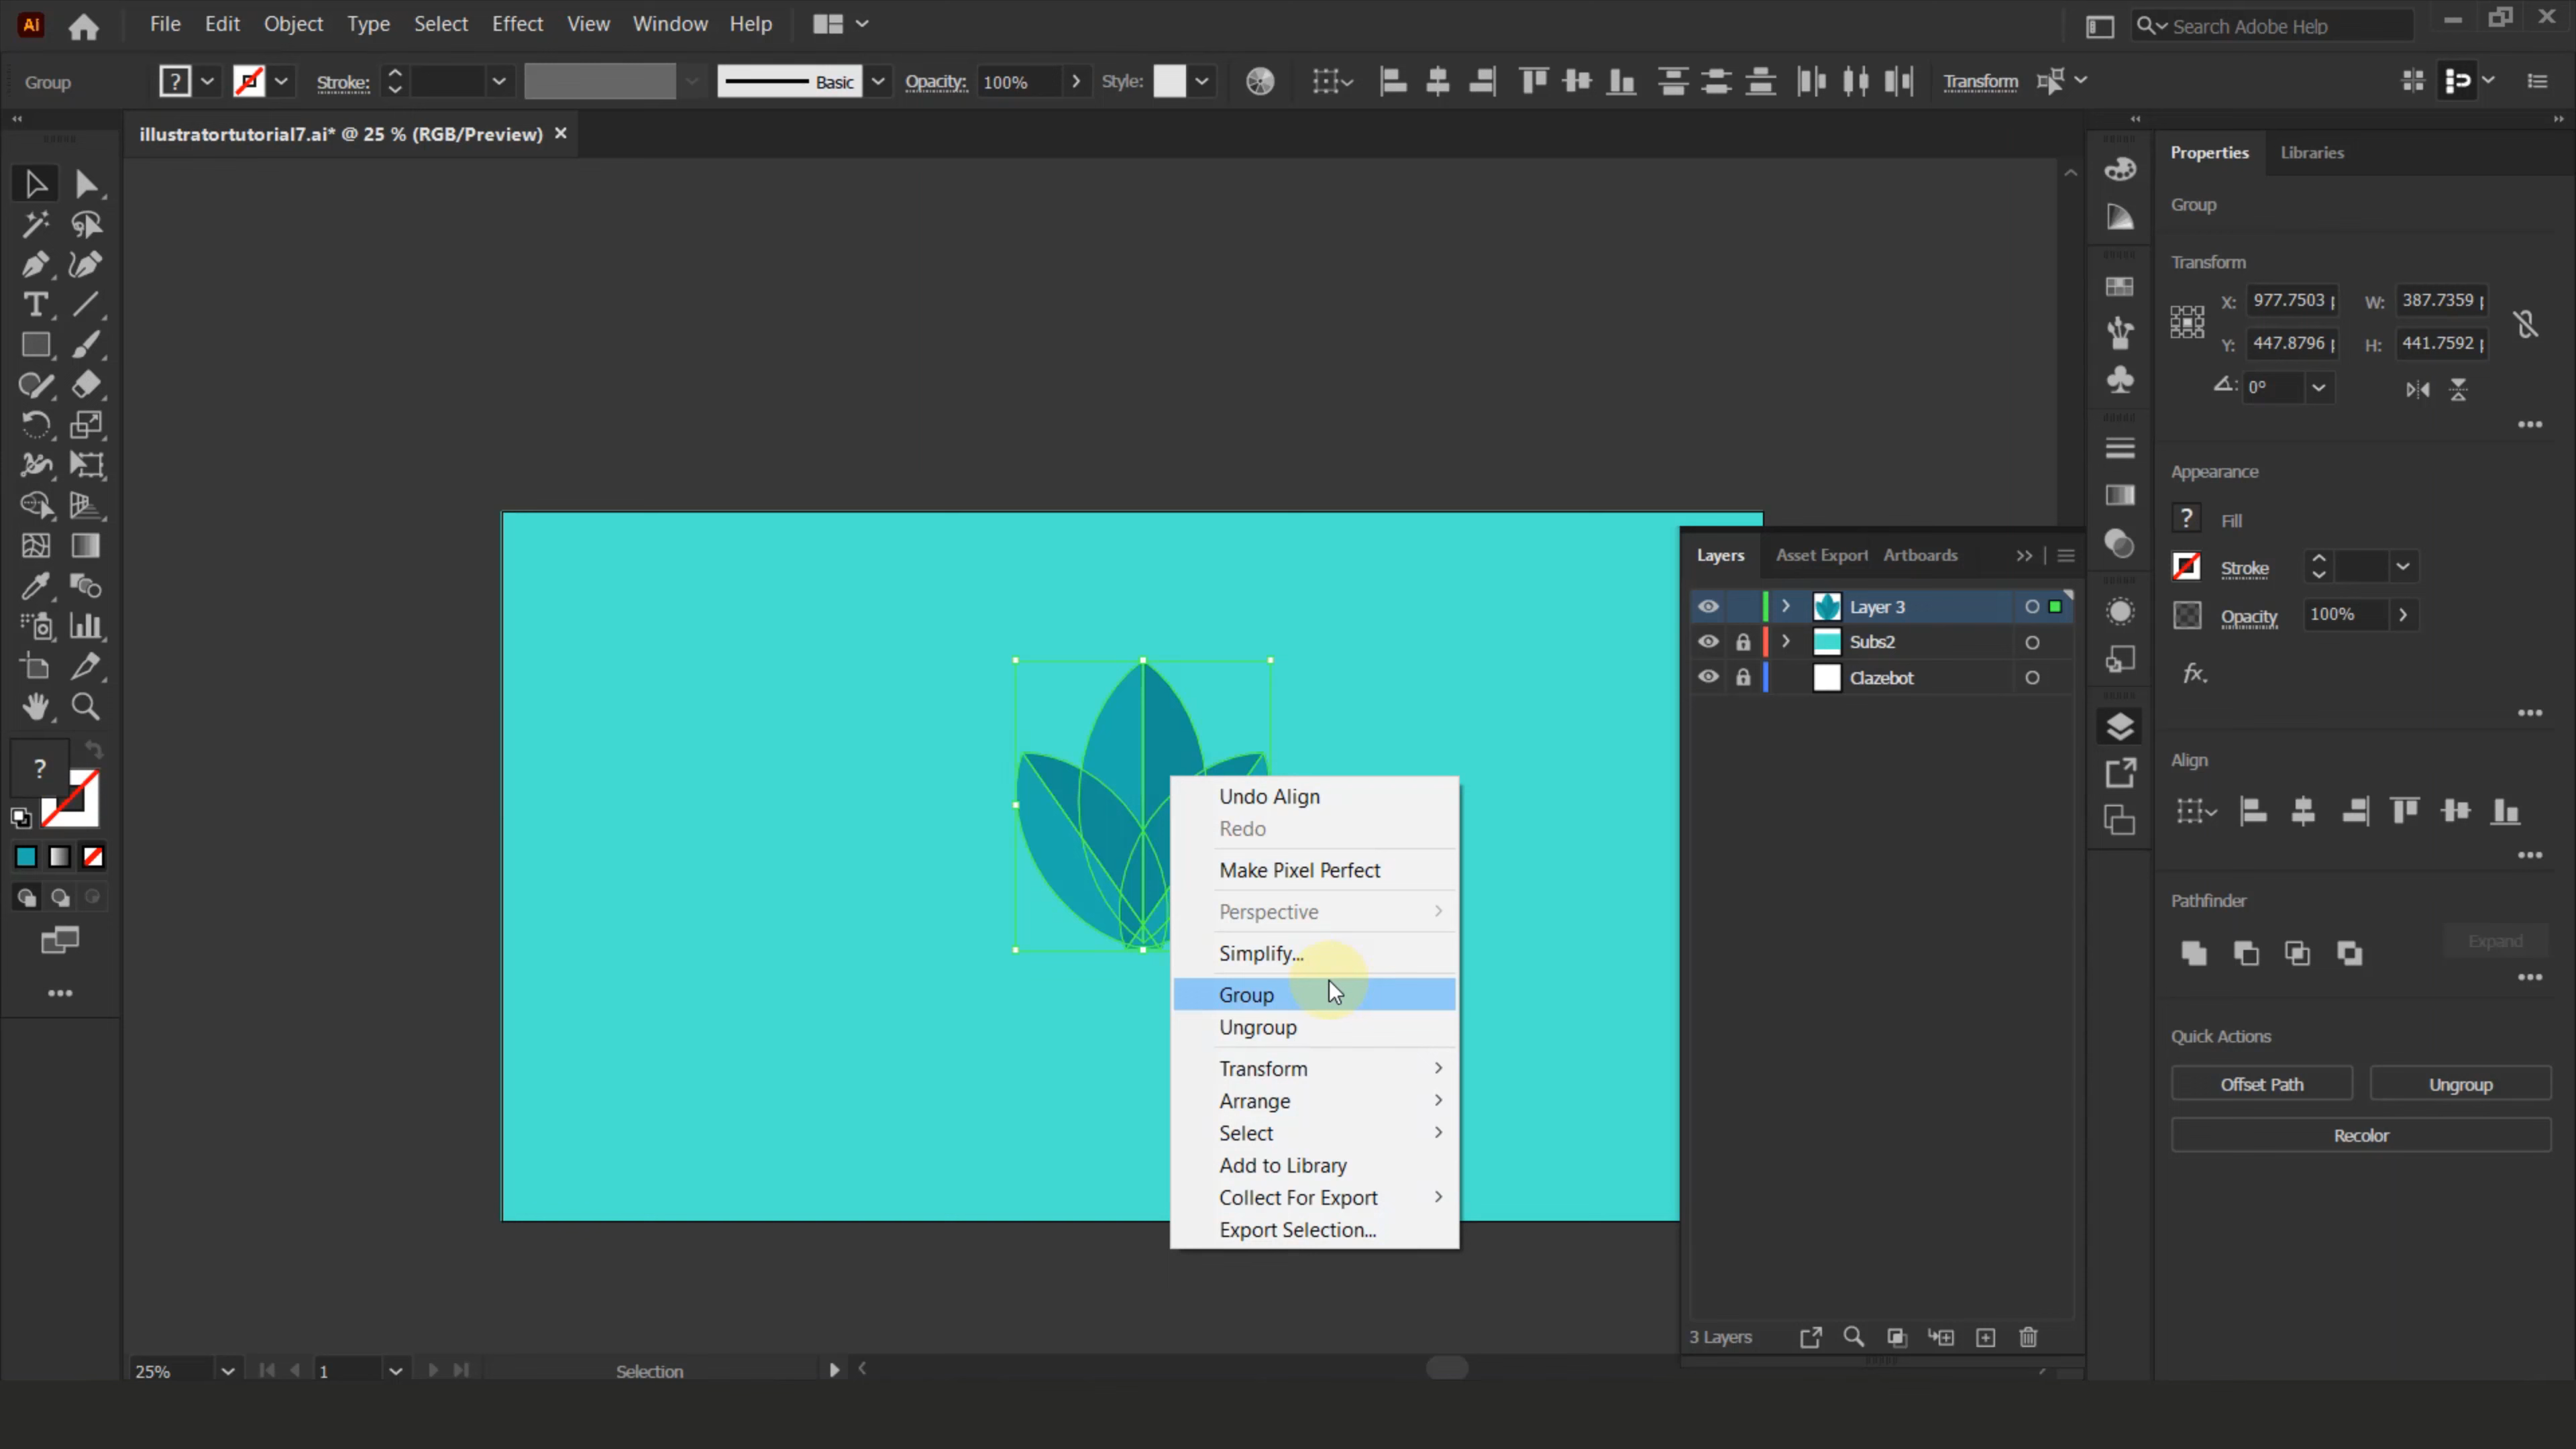 Ai File Edit Object Type Select Effect View Window Help Search Adobe Help
Group ? Stroke: Basic Opacity: 100% Style: Transform
illustratortutorial7.ai* @ 25 % (RGB/Preview) ×
Properties Libraries
Group
Transform
X: 977.7503 W: 387.7359
Y: 447.8796 H: 441.7592
0°
Appearance
? Fill
Stroke
Opacity 100%
fx.
Align
Pathfinder
Expand
Quick Actions
Offset Path Ungroup
Recolor
Layers Asset Export Artboards
Layer 3
Subs2
Clazebot
3 Layers
Undo Align
Redo
Make Pixel Perfect
Perspective
Simplify...
Group
Ungroup
Transform
Arrange
Select
Add to Library
Collect For Export
Export Selection...
T
?
25% 1 Selection